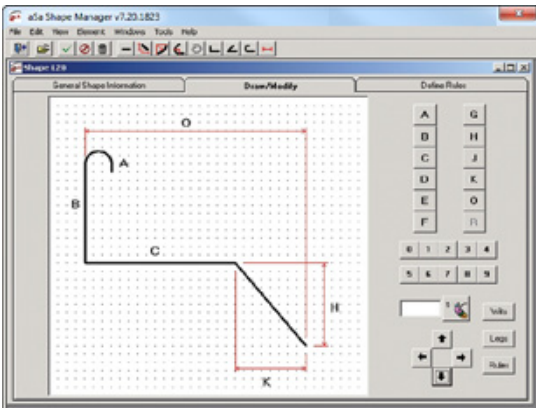 aSa Shape Manager v7.20.1823
File Edit View Element Windows Tools Help
Shape 120
General Shape Information Draw/Modify Define Rules
O
A
B
C
H
K
A G
B H
C J
D K
E O
F R
0 1 2 3 4
5 6 7 8 9
Legs
Rules